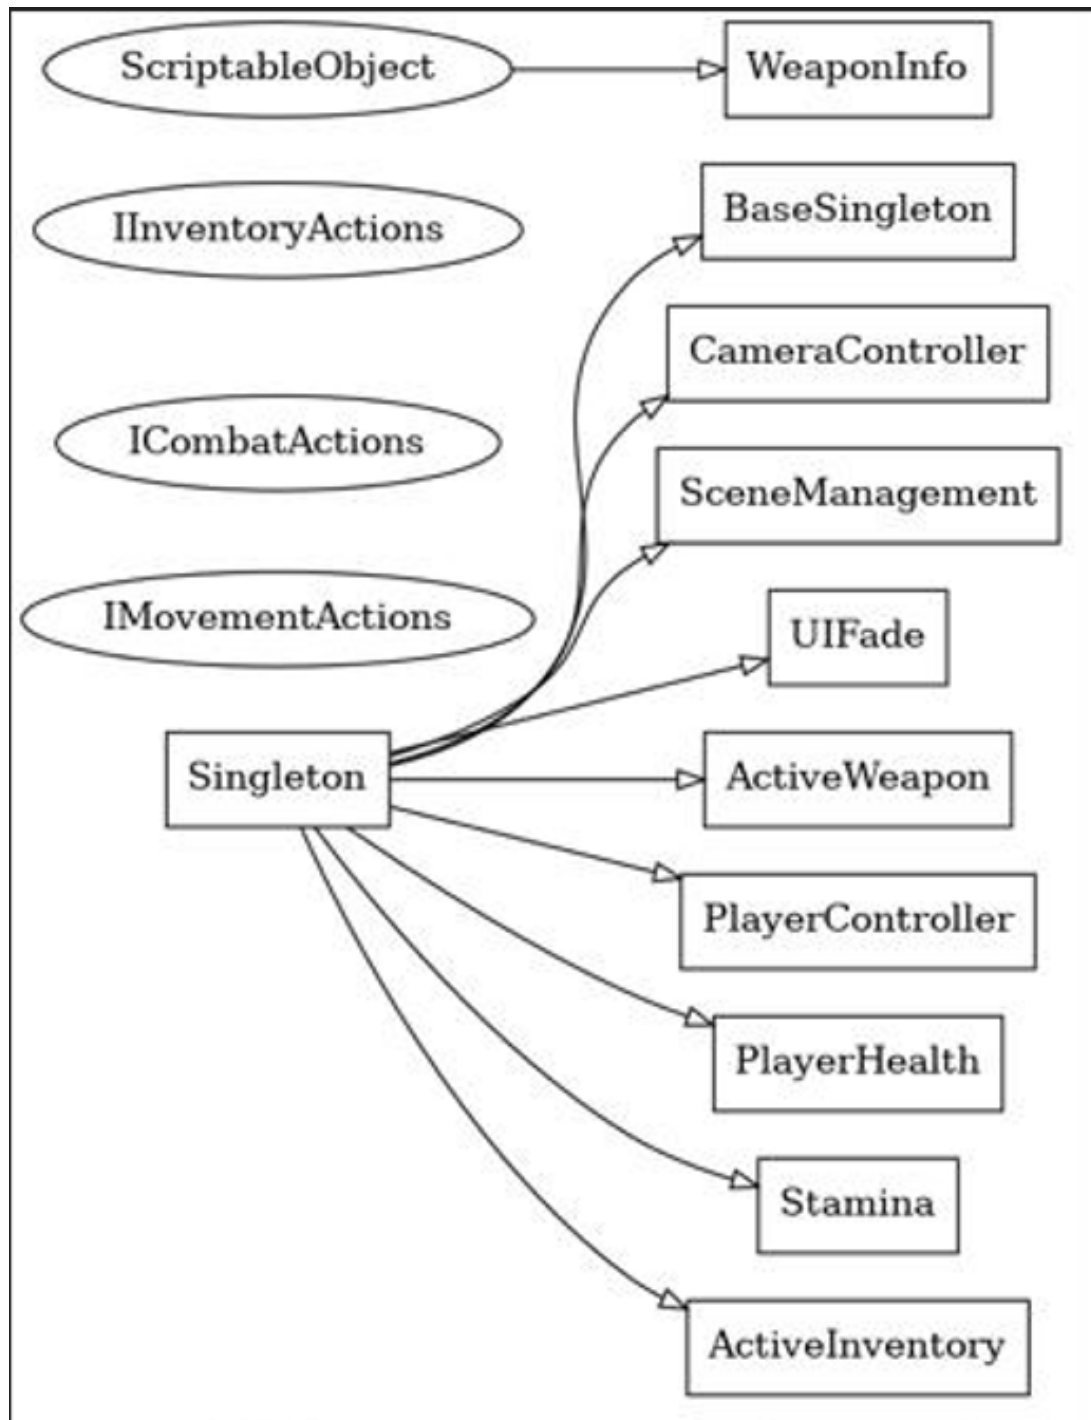 ScriptableObject
WeaponInfo
IInventoryActions
BaseSingleton
CameraController
ICombatActions
SceneManagement
IMovementActions
UIFade
Singleton
ActiveWeapon
PlayerController
PlayerHealth
Stamina
ActiveInventory